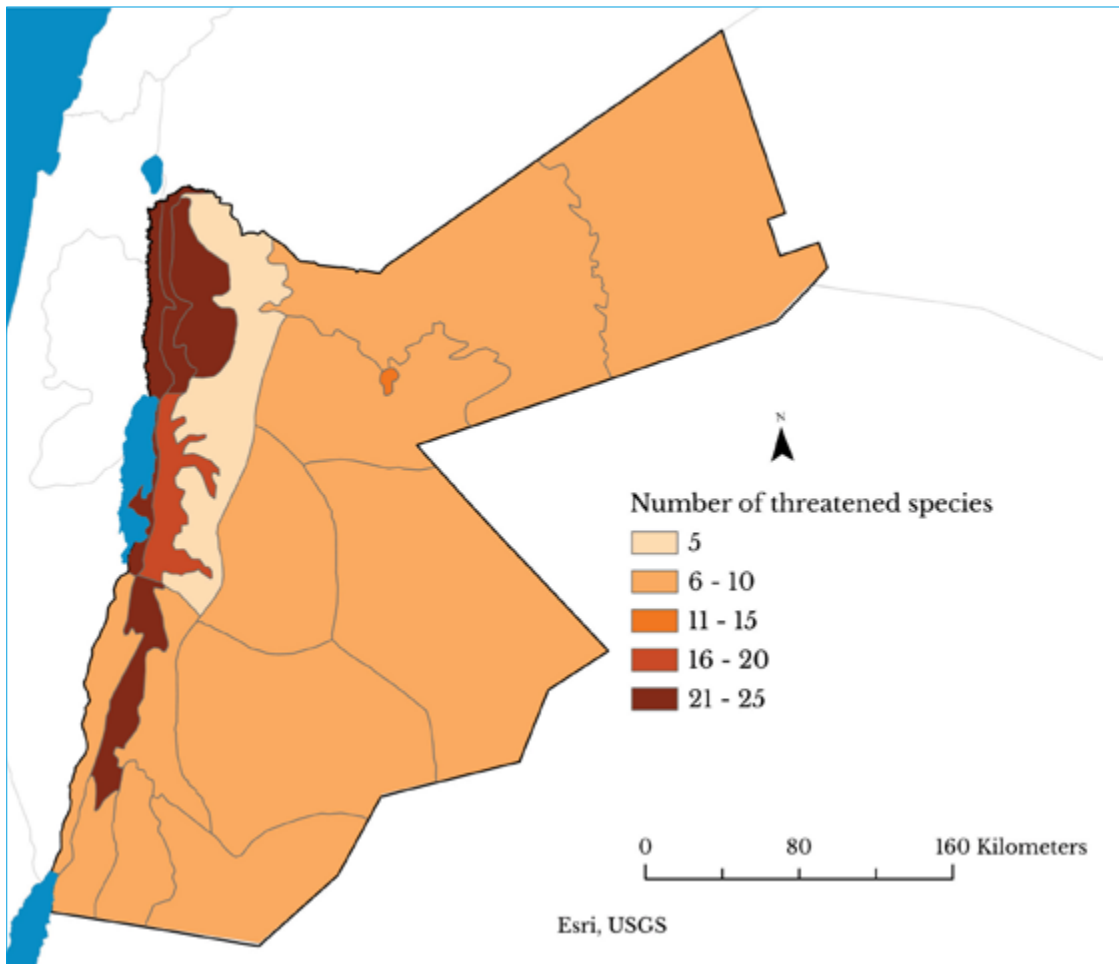 N
Number of threatened species
5
6 - 10
11 - 15
16 - 20
21 - 25
0 80 160 Kilometers
Esri, USGS